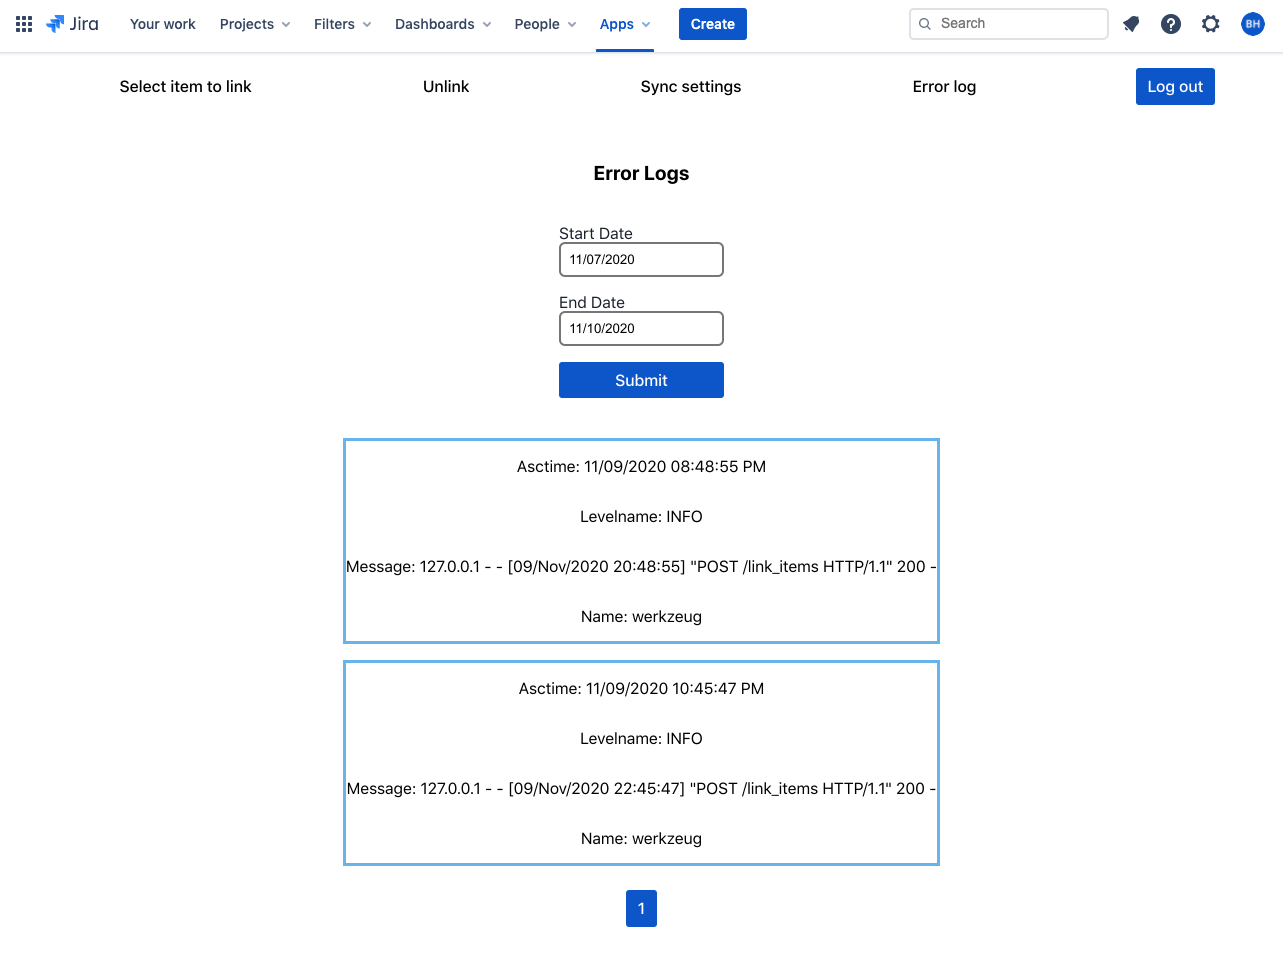 Jira Your work Projects Filters Dashboards People Apps Create Search BH
Select item to link Unlink Sync settings Error log Log out
Error Logs
Start Date
11/07/2020
End Date
11/10/2020
Submit
Asctime: 11/09/2020 08:48:55 PM
Levelname: INFO
Message: 127.0.0.1 - - [09/Nov/2020 20:48:55] "POST /link_items HTTP/1.1" 200 -
Name: werkzeug
Asctime: 11/09/2020 10:45:47 PM
Levelname: INFO
Message: 127.0.0.1 - - [09/Nov/2020 22:45:47] "POST /link_items HTTP/1.1" 200 -
Name: werkzeug
1